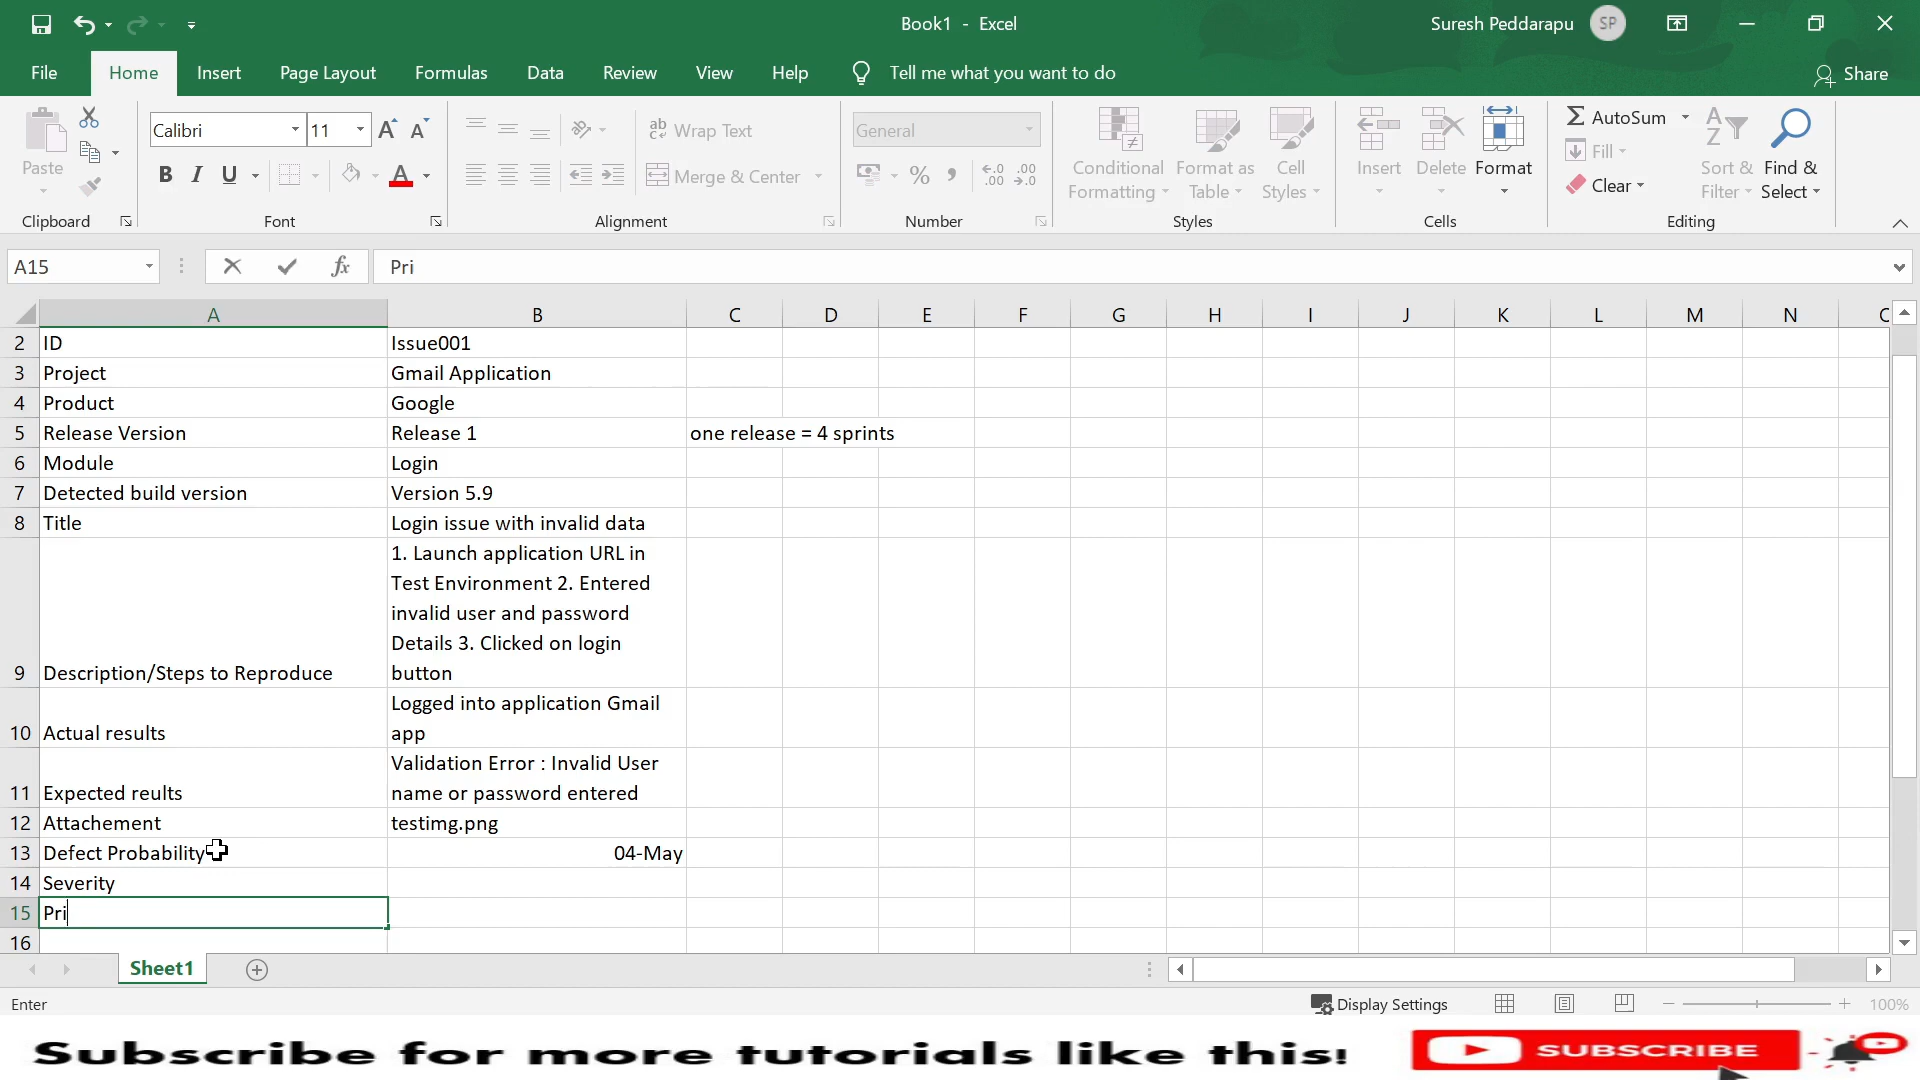 Book1 - Excel
Suresh Peddarapu
SP
File
Home
Insert
Page Layout
Formulas
Data
Review
View
Help
Tell me what you want to do
Share
Paste
Clipboard
Calibri
11
B I U
Font
Wrap Text
Merge & Center
Alignment
General
Number
Conditional Formatting
Format as Table
Cell Styles
Styles
Insert
Delete
Format
Cells
AutoSum
Fill
Clear
Sort & Filter
Find & Select
Editing
A15
fx
Pri
A B C D E F G H I J K L M N
2 ID Issue001
3 Project Gmail Application
4 Product Google
5 Release Version Release 1 one release = 4 sprints
6 Module Login
7 Detected build version Version 5.9
8 Title Login issue with invalid data
1. Launch application URL in
Test Environment 2. Entered
invalid user and password
Details 3. Clicked on login
9 Description/Steps to Reproduce button
Logged into application Gmail
10 Actual results app
Validation Error : Invalid User
11 Expected reults name or password entered
12 Attachement testimg.png
13 Defect Probability 04-May
14 Severity
15 Pri
16
Sheet1
Enter
Display Settings
100%
Subscribe for more tutorials like this!
SUBSCRIBE